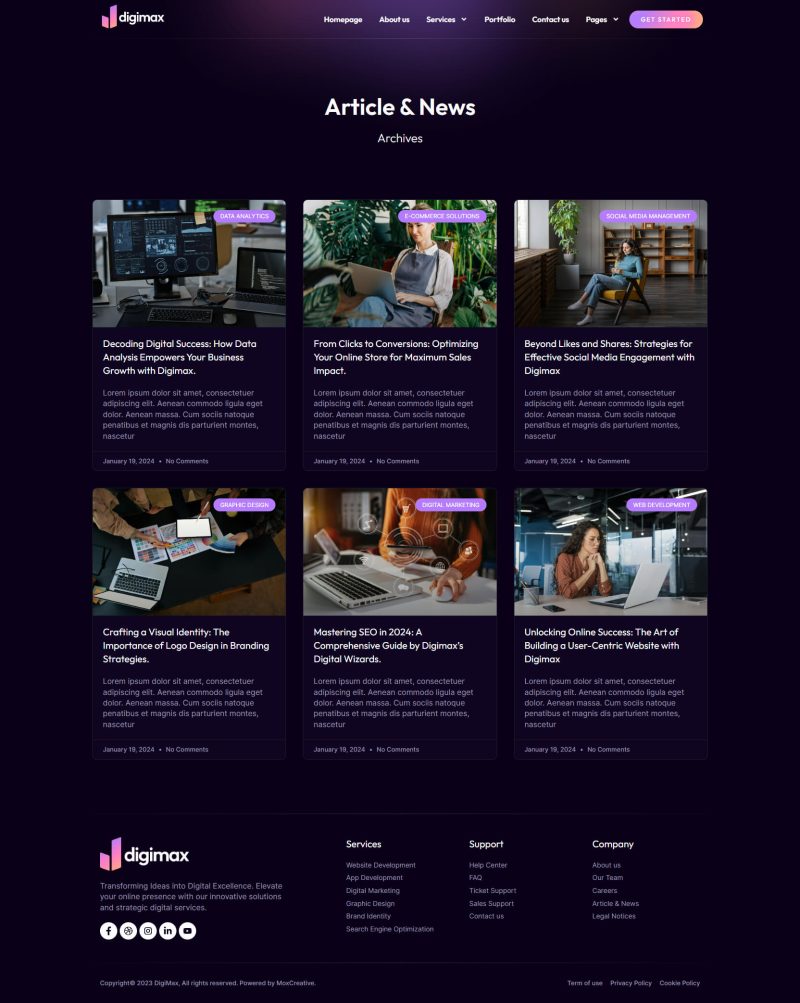 digimax
Homepage About us Services Portfolio Contact us Pages GET STARTED
Article & News
Archives
DATA ANALYTICS
Decoding Digital Success: How Data
Analysis Empowers Your Business
Growth with Digimax.
Lorem ipsum dolor sit amet, consectetuer
adipiscing elit. Aenean commodo ligula eget
dolor. Aenean massa. Cum sociis natoque
penatibus et magnis dis parturient montes,
nascetur
January 19, 2024 • No Comments
E-COMMERCE SOLUTIONS
From Clicks to Conversions: Optimizing
Your Online Store for Maximum Sales
Impact.
Lorem ipsum dolor sit amet, consectetuer
adipiscing elit. Aenean commodo ligula eget
dolor. Aenean massa. Cum sociis natoque
penatibus et magnis dis parturient montes,
nascetur
January 19, 2024 • No Comments
SOCIAL MEDIA MANAGEMENT
Beyond Likes and Shares: Strategies for
Effective Social Media Engagement with
Digimax
Lorem ipsum dolor sit amet, consectetuer
adipiscing elit. Aenean commodo ligula eget
dolor. Aenean massa. Cum sociis natoque
penatibus et magnis dis parturient montes,
nascetur
January 19, 2024 • No Comments
GRAPHIC DESIGN
Crafting a Visual Identity: The
Importance of Logo Design in Branding
Strategies.
Lorem ipsum dolor sit amet, consectetuer
adipiscing elit. Aenean commodo ligula eget
dolor. Aenean massa. Cum sociis natoque
penatibus et magnis dis parturient montes,
nascetur
January 19, 2024 • No Comments
DIGITAL MARKETING
Mastering SEO in 2024: A
Comprehensive Guide by Digimax's
Digital Wizards.
Lorem ipsum dolor sit amet, consectetuer
adipiscing elit. Aenean commodo ligula eget
dolor. Aenean massa. Cum sociis natoque
penatibus et magnis dis parturient montes,
nascetur
January 19, 2024 • No Comments
WEB DEVELOPMENT
Unlocking Online Success: The Art of
Building a User-Centric Website with
Digimax
Lorem ipsum dolor sit amet, consectetuer
adipiscing elit. Aenean commodo ligula eget
dolor. Aenean massa. Cum sociis natoque
penatibus et magnis dis parturient montes,
nascetur
January 19, 2024 • No Comments
digimax
Transforming Ideas into Digital Excellence. Elevate
your online presence with our innovative solutions
and strategic digital services.
Services
Website Development
App Development
Digital Marketing
Graphic Design
Brand Identity
Search Engine Optimization
Support
Help Center
FAQ
Ticket Support
Sales Support
Contact us
Company
About us
Our Team
Careers
Article & News
Legal Notices
Copyright© 2023 DigiMax, All rights reserved. Powered by MoxCreative.
Term of use Privacy Policy Cookie Policy